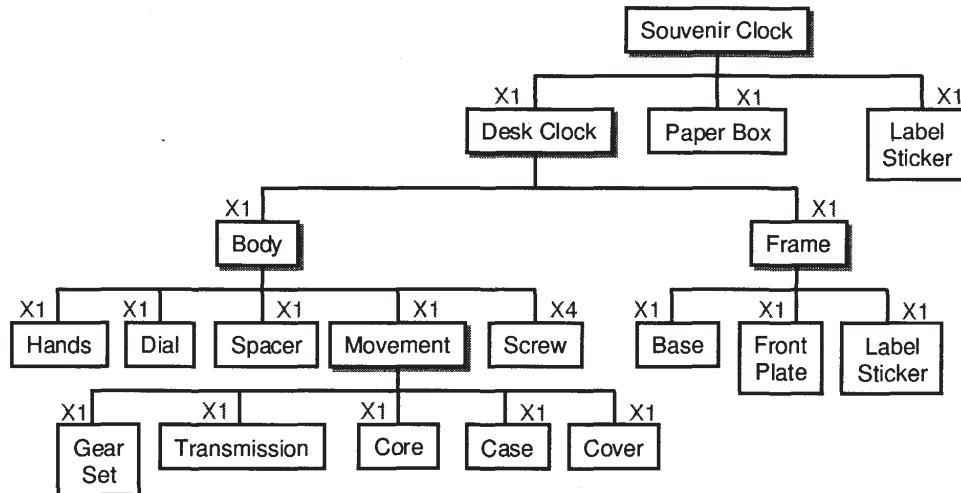 Souvenir Clock
X1 X1 X1
Desk Clock Paper Box Label
Sticker
X1 X1
Body Frame
X1 X1 X1 X1 X4 X1 X1 X1
Hands Dial Spacer Movement Screw Base Front Label
Plate Sticker
X1 X1 X1 X1 X1
Gear Transmission Core Case Cover
Set